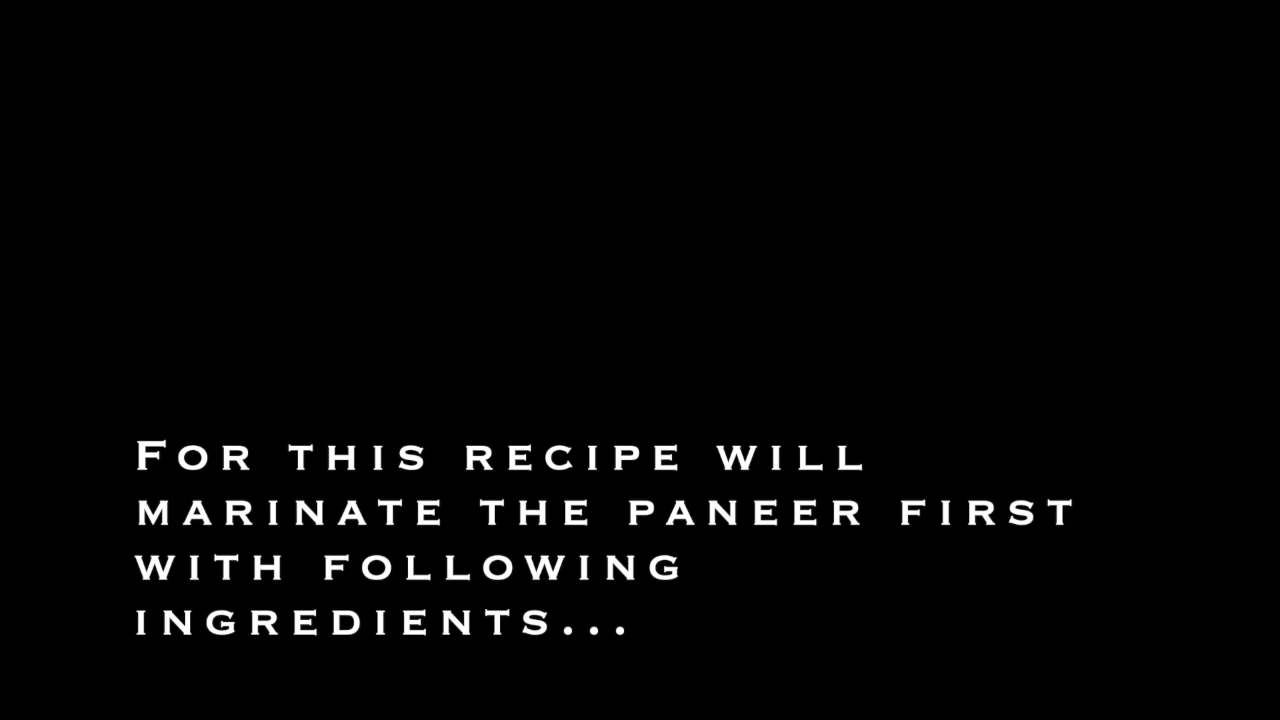 For this recipe will
marinate the paneer first
with following
ingredients...